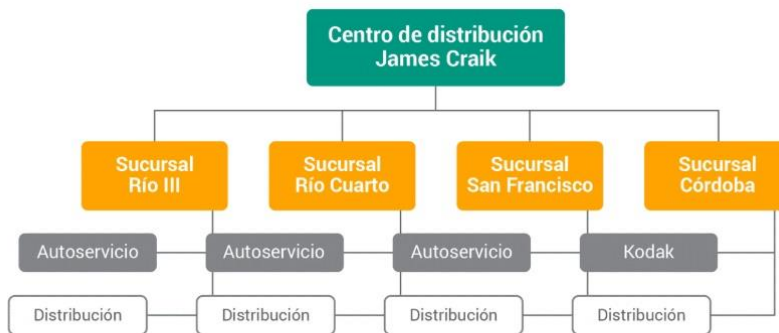 Centro de distribución
James Craik
Sucursal
Río III
Sucursal
Río Cuarto
Sucursal
San Francisco
Sucursal
Córdoba
Autoservicio
Autoservicio
Autoservicio
Kodak
Distribución
Distribución
Distribución
Distribución